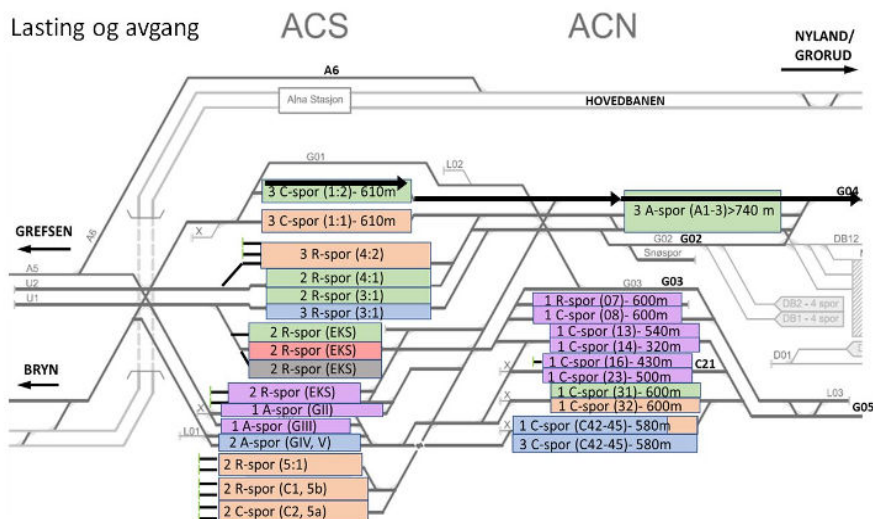 Lasting og avgang
ACS
ACN
NYLAND/
GRORUD
A6
Alna Stasjon
HOVEDBANEN
G01
L02
3 C-spor (1:2)- 610m
G04
3 A-spor (A1-3)>740 m
3 C-spor (1:1)- 610m
X
A6
GREFSEN
G02
G02
DB12
Snøspor
3 R-spor (4:2)
A5
U2
U1
2 R-spor (4:1)
2 R-spor (3:1)
3 R-spor (3:1)
G03
G03
DB2 - 4 spor
DB1 - 4 spor
1 R-spor (07)- 600m
1 C-spor (08)- 600m
1 C-spor (13)- 540m
1 C-spor (14)- 320m
X
1 C-spor (16)- 430m
C21
1 C-spor (23)- 500m
D01
2 R-spor (EKS)
2 R-spor (EKS)
2 R-spor (EKS)
BRYN
2 R-spor (EKS)
X
1 A-spor (GII)
1 A-spor (GIII)
L01
2 A-spor (GIV, V)
X
1 C-spor (31)- 600m
1 C-spor (32)- 600m
L03
G05
X
1 C-spor (C42-45)- 580m
3 C-spor (C42-45)- 580m
2 R-spor (5:1)
2 R-spor (C1, 5b)
2 C-spor (C2, 5a)